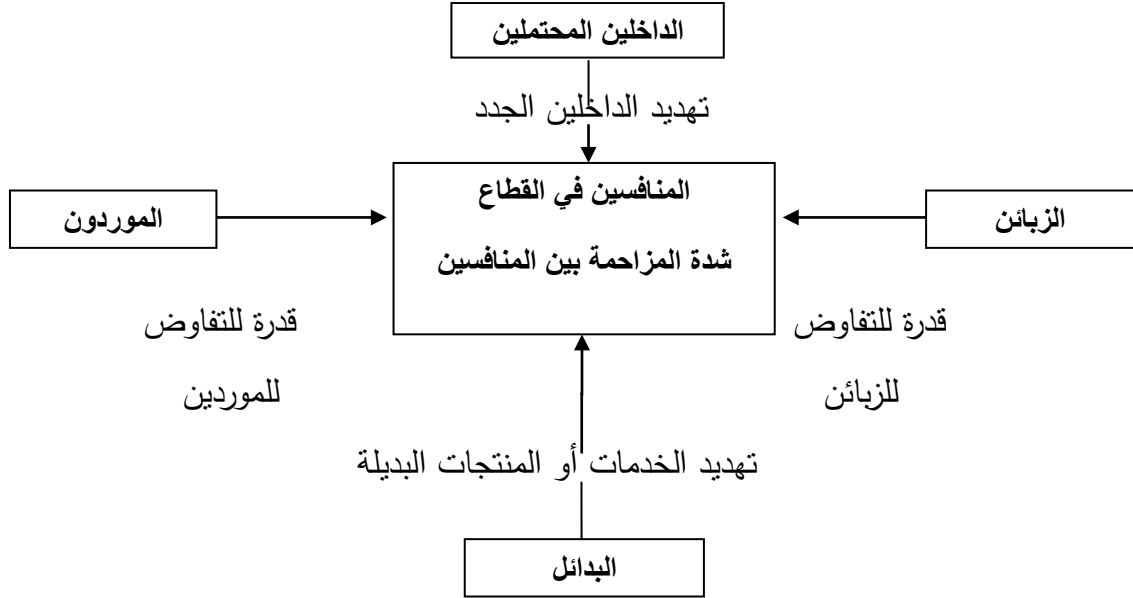 الداخلين المحتملين
تهديد الداخلين الجدد
المنافسين في القطاع
شدة المزاحمة بين المنافسين
الزبائن
الموردون
قدرة للتفاوض
للزبائن
قدرة للتفاوض
للموردين
تهديد الخدمات أو المنتجات البديلة
البدائل